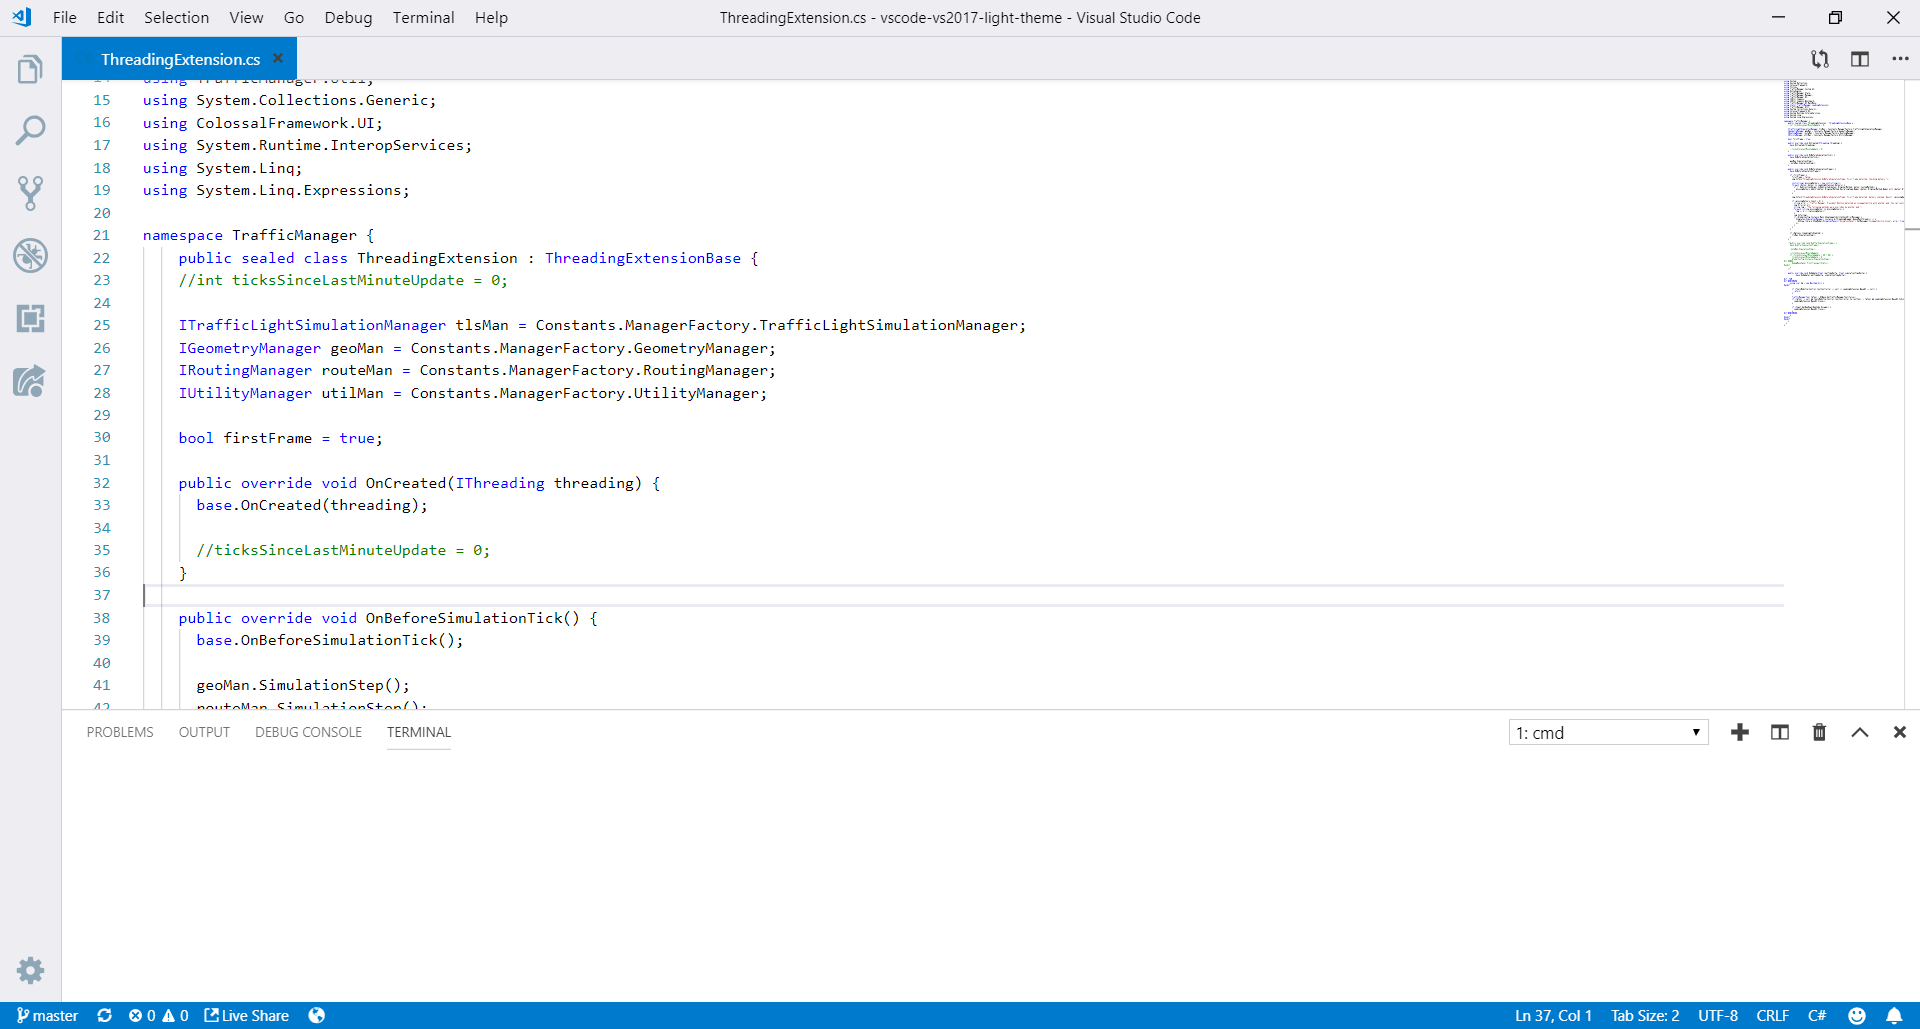 File Edit Selection View Go Debug Terminal Help
ThreadingExtension.cs - vscode-vs2017-light-theme - Visual Studio Code
ThreadingExtension.cs
14 using TrafficManager.Util;
15 using System.Collections.Generic;
16 using ColossalFramework.UI;
17 using System.Runtime.InteropServices;
18 using System.Linq;
19 using System.Linq.Expressions;
20
21 namespace TrafficManager {
22 public sealed class ThreadingExtension : ThreadingExtensionBase {
23 //int ticksSinceLastMinuteUpdate = 0;
24
25 ITrafficLightSimulationManager tlsMan = Constants.ManagerFactory.TrafficLightSimulationManager;
26 IGeometryManager geoMan = Constants.ManagerFactory.GeometryManager;
27 IRoutingManager routeMan = Constants.ManagerFactory.RoutingManager;
28 IUtilityManager utilMan = Constants.ManagerFactory.UtilityManager;
29
30 bool firstFrame = true;
31
32 public override void OnCreated(IThreading threading) {
33 base.OnCreated(threading);
34
35 //ticksSinceLastMinuteUpdate = 0;
36 }
37
38 public override void OnBeforeSimulationTick() {
39 base.OnBeforeSimulationTick();
40
41 geoMan.SimulationStep();
42 routeMan.SimulationStep();
PROBLEMS OUTPUT DEBUG CONSOLE TERMINAL
1: cmd
master 0 0 Live Share
Ln 37, Col 1 Tab Size: 2 UTF-8 CRLF C#